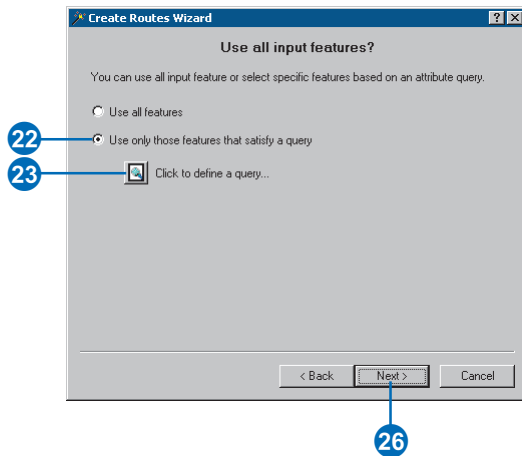 Create Routes Wizard
Use all input features?
You can use all input feature or select specific features based on an attribute query.
Use all features
22
Use only those features that satisfy a query
23
Click to define a query...
< Back
Next >
Cancel
26